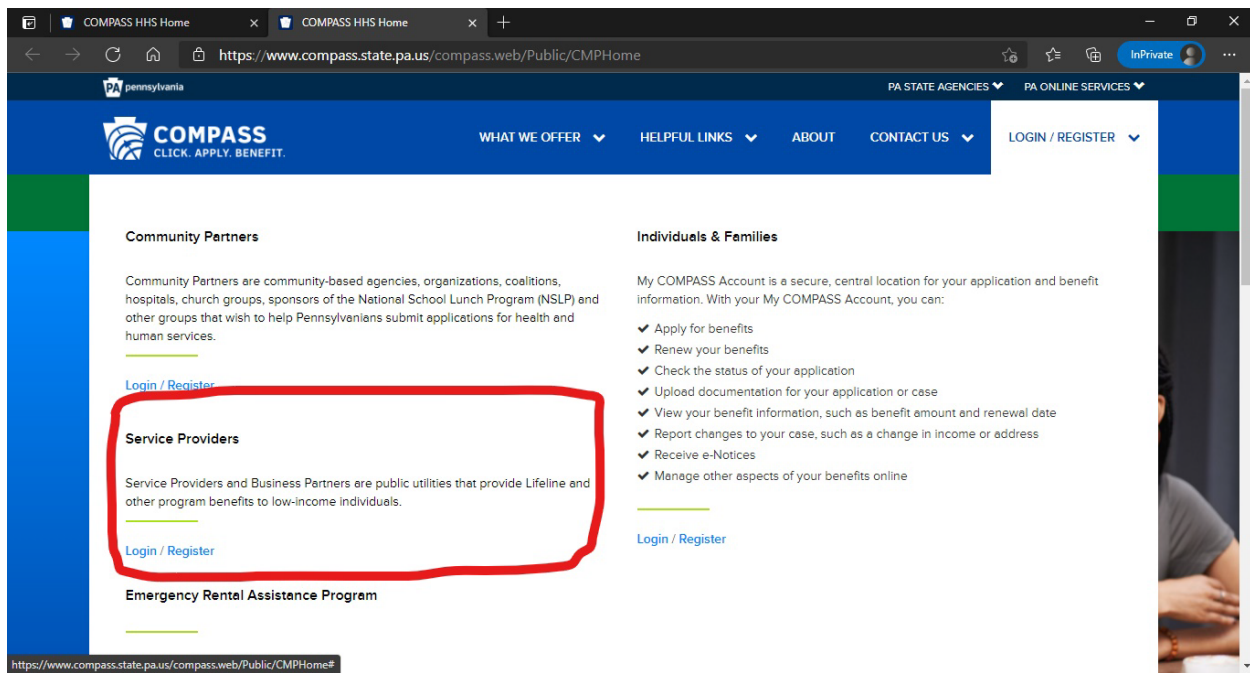 COMPASS HHS Home
COMPASS HHS Home
https://www.compass.state.pa.us/compass.web/Public/CMPHome
InPrivate
PA pennsylvania
PA STATE AGENCIES
PA ONLINE SERVICES
COMPASS
CLICK. APPLY. BENEFIT.
WHAT WE OFFER
HELPFUL LINKS
ABOUT
CONTACT US
LOGIN / REGISTER
Community Partners
Community Partners are community-based agencies, organizations, coalitions,
hospitals, church groups, sponsors of the National School Lunch Program (NSLP) and
other groups that wish to help Pennsylvanians submit applications for health and
human services.
Login / Register
Service Providers
Service Providers and Business Partners are public utilities that provide Lifeline and
other program benefits to low-income individuals.
Login / Register
Emergency Rental Assistance Program
Individuals & Families
My COMPASS Account is a secure, central location for your application and benefit
information. With your My COMPASS Account, you can:
Apply for benefits
Renew your benefits
Check the status of your application
Upload documentation for your application or case
View your benefit information, such as benefit amount and renewal date
Report changes to your case, such as a change in income or address
Receive e-Notices
Manage other aspects of your benefits online
Login / Register
https://www.compass.state.pa.us/compass.web/Public/CMPHome#